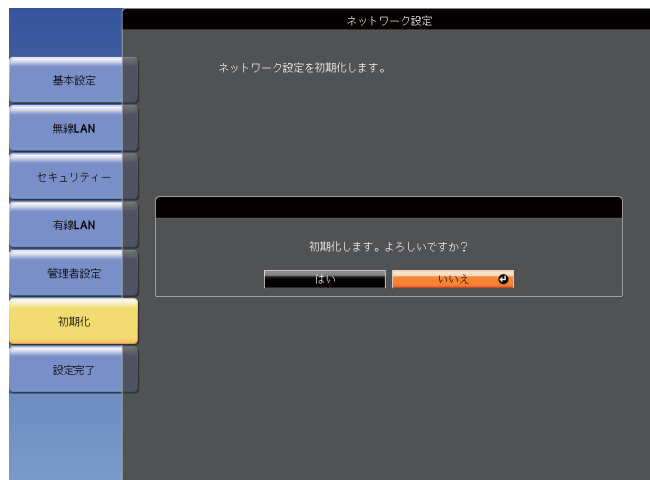 ネットワーク設定
ネットワーク設定を初期化します。
基本設定
無線LAN
セキュリティー
有線LAN
管理者設定
初期化
設定完了
初期化します。よろしいですか?
はい
いいえ